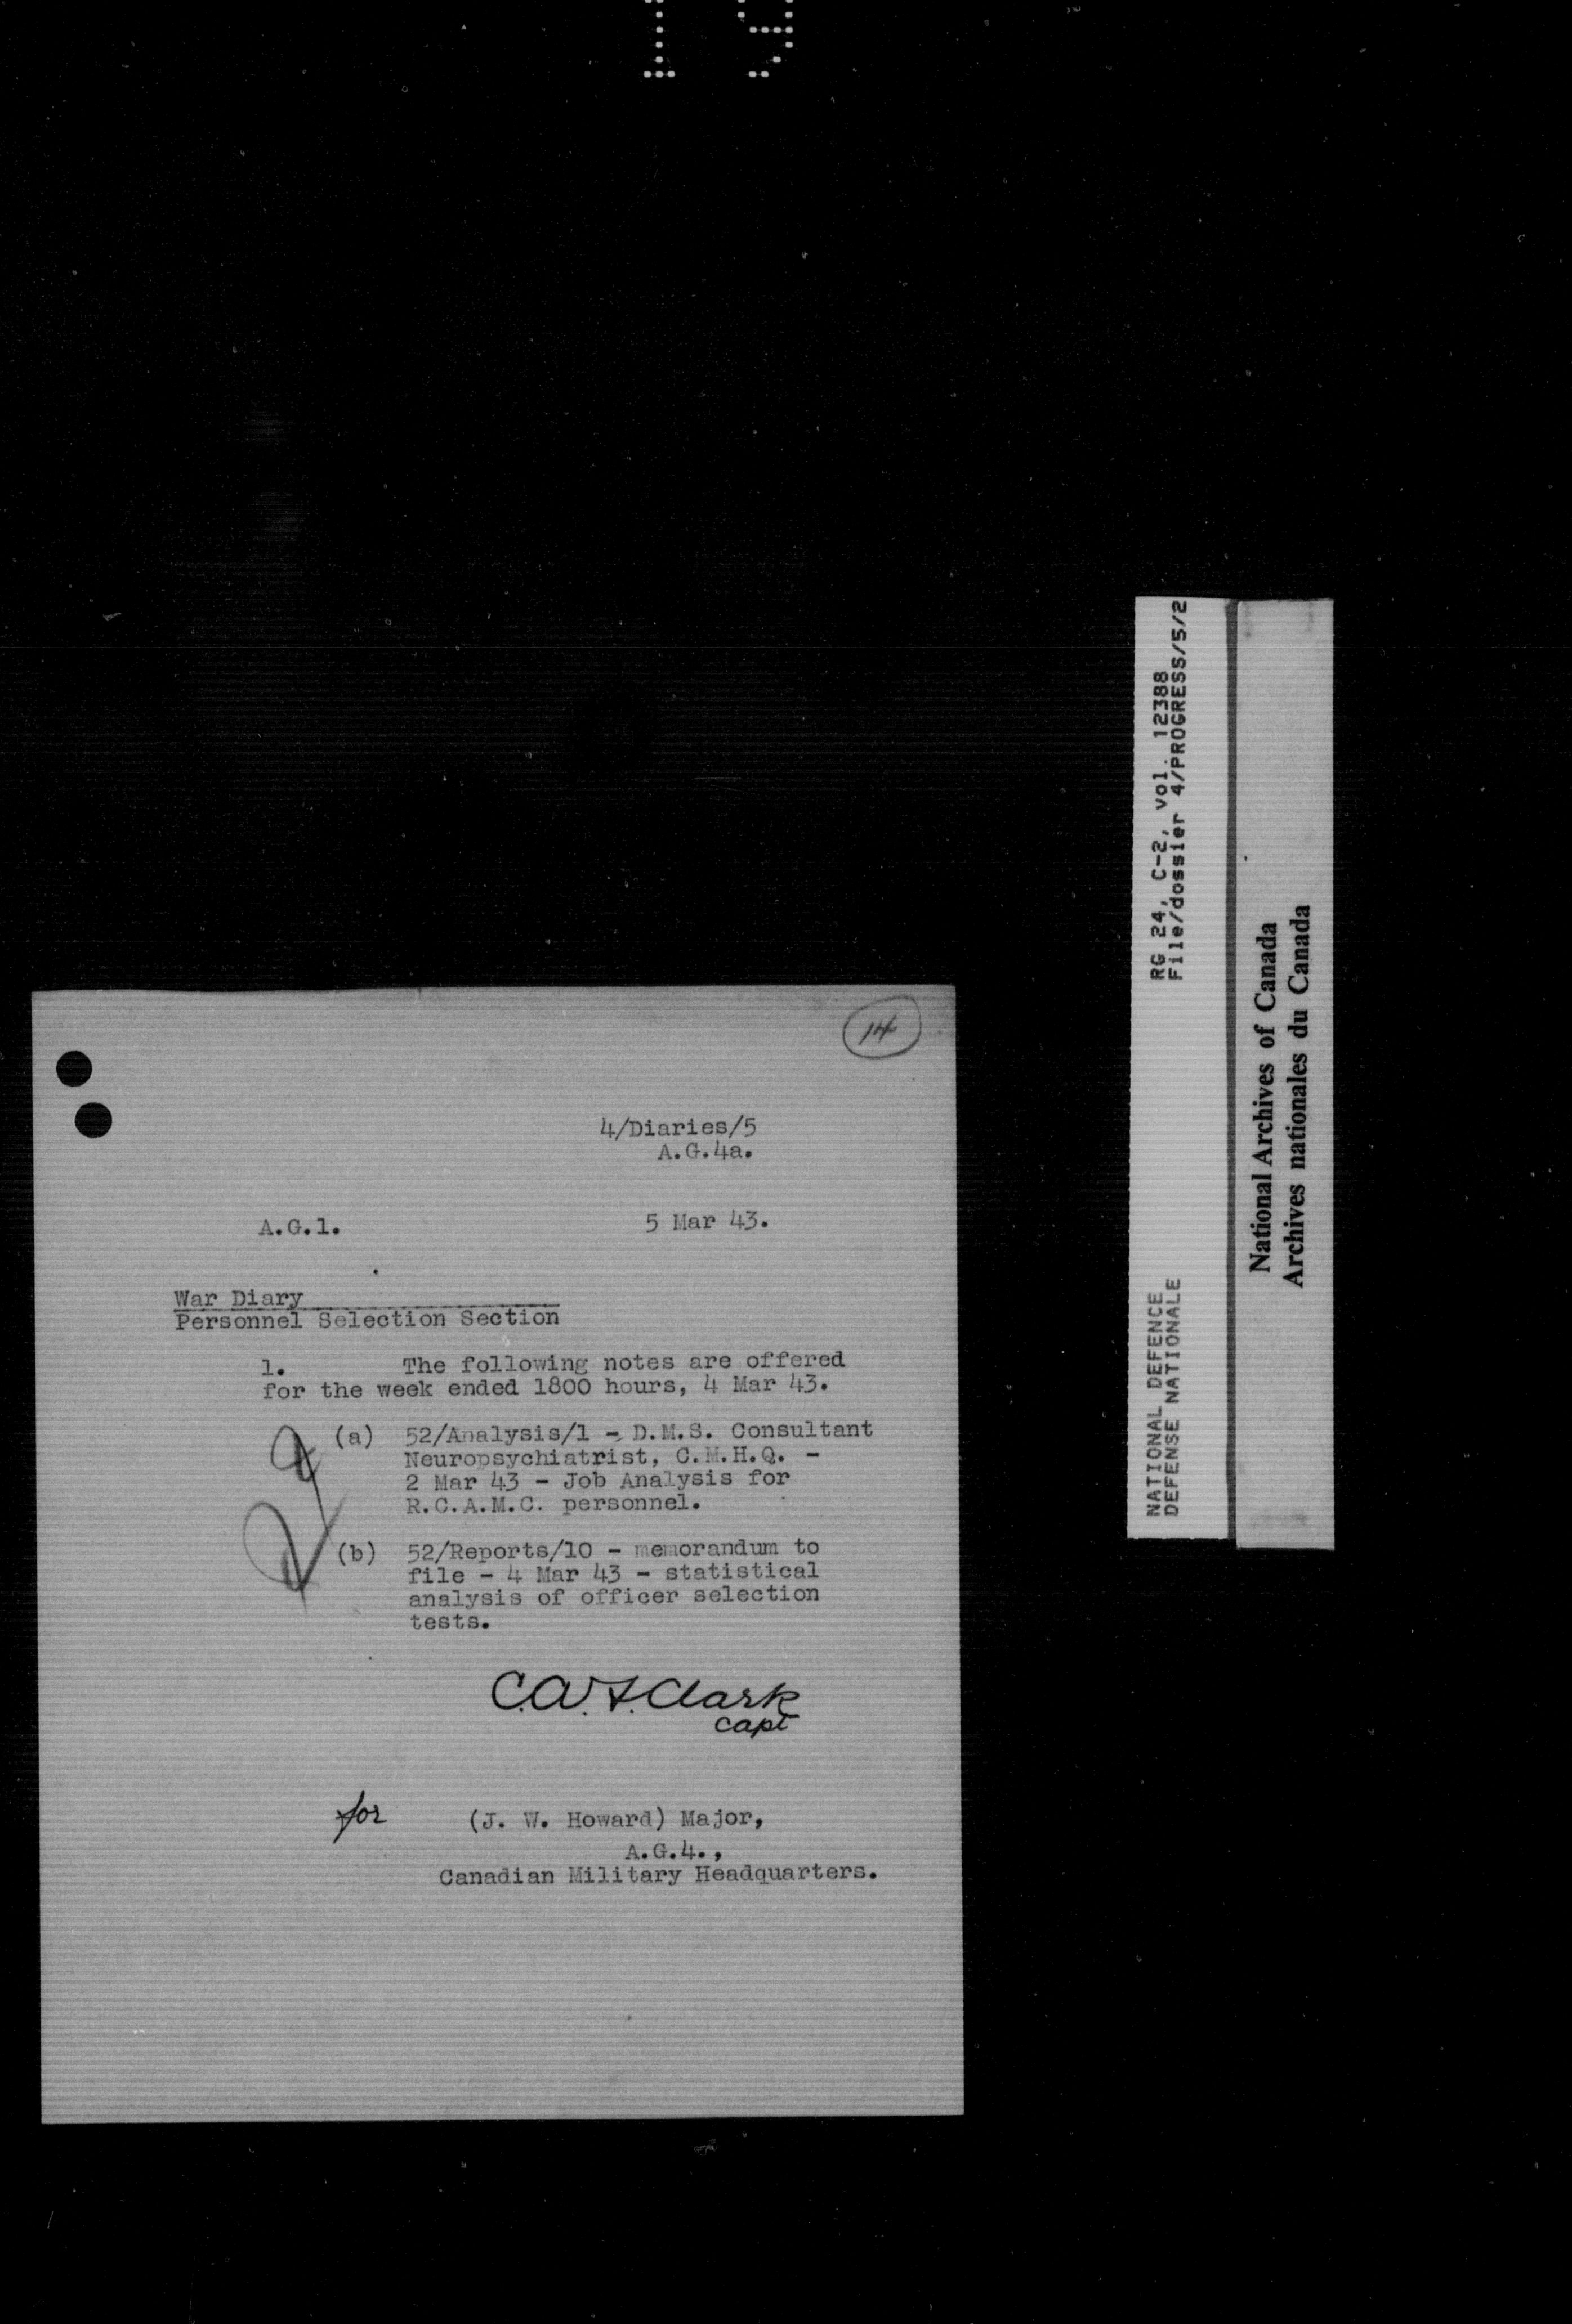 14
4/Diaries/5
A.G.4a.
A.G.1.
5 Mar 43.
War Diary
Personnel Selection Section
1. The following notes are offered
for the week ended 1800 hours, 4 Mar 43.
(a) 52/Analysis/1 - D.M.S. Consultant
Neuropsychiatrist, C.M.H.Q. -
2 Mar 43 - Job Analysis for
R.C.A.M.C. personnel.
(b) 52/Reports/10 - memorandum to
file - 4 Mar 43 - statistical
analysis of officer selection
tests.
Clark
Capt
for
(J. W. Howard) Major,
A.G.4.,
Canadian Military Headquarters.
NATIONAL DEFENCE
DEFENSE NATIONALE
RG 24, C-2, vol. 12388
File/dossier 4/PROGRESS/5/2
National Archives of Canada
Archives nationales du Canada